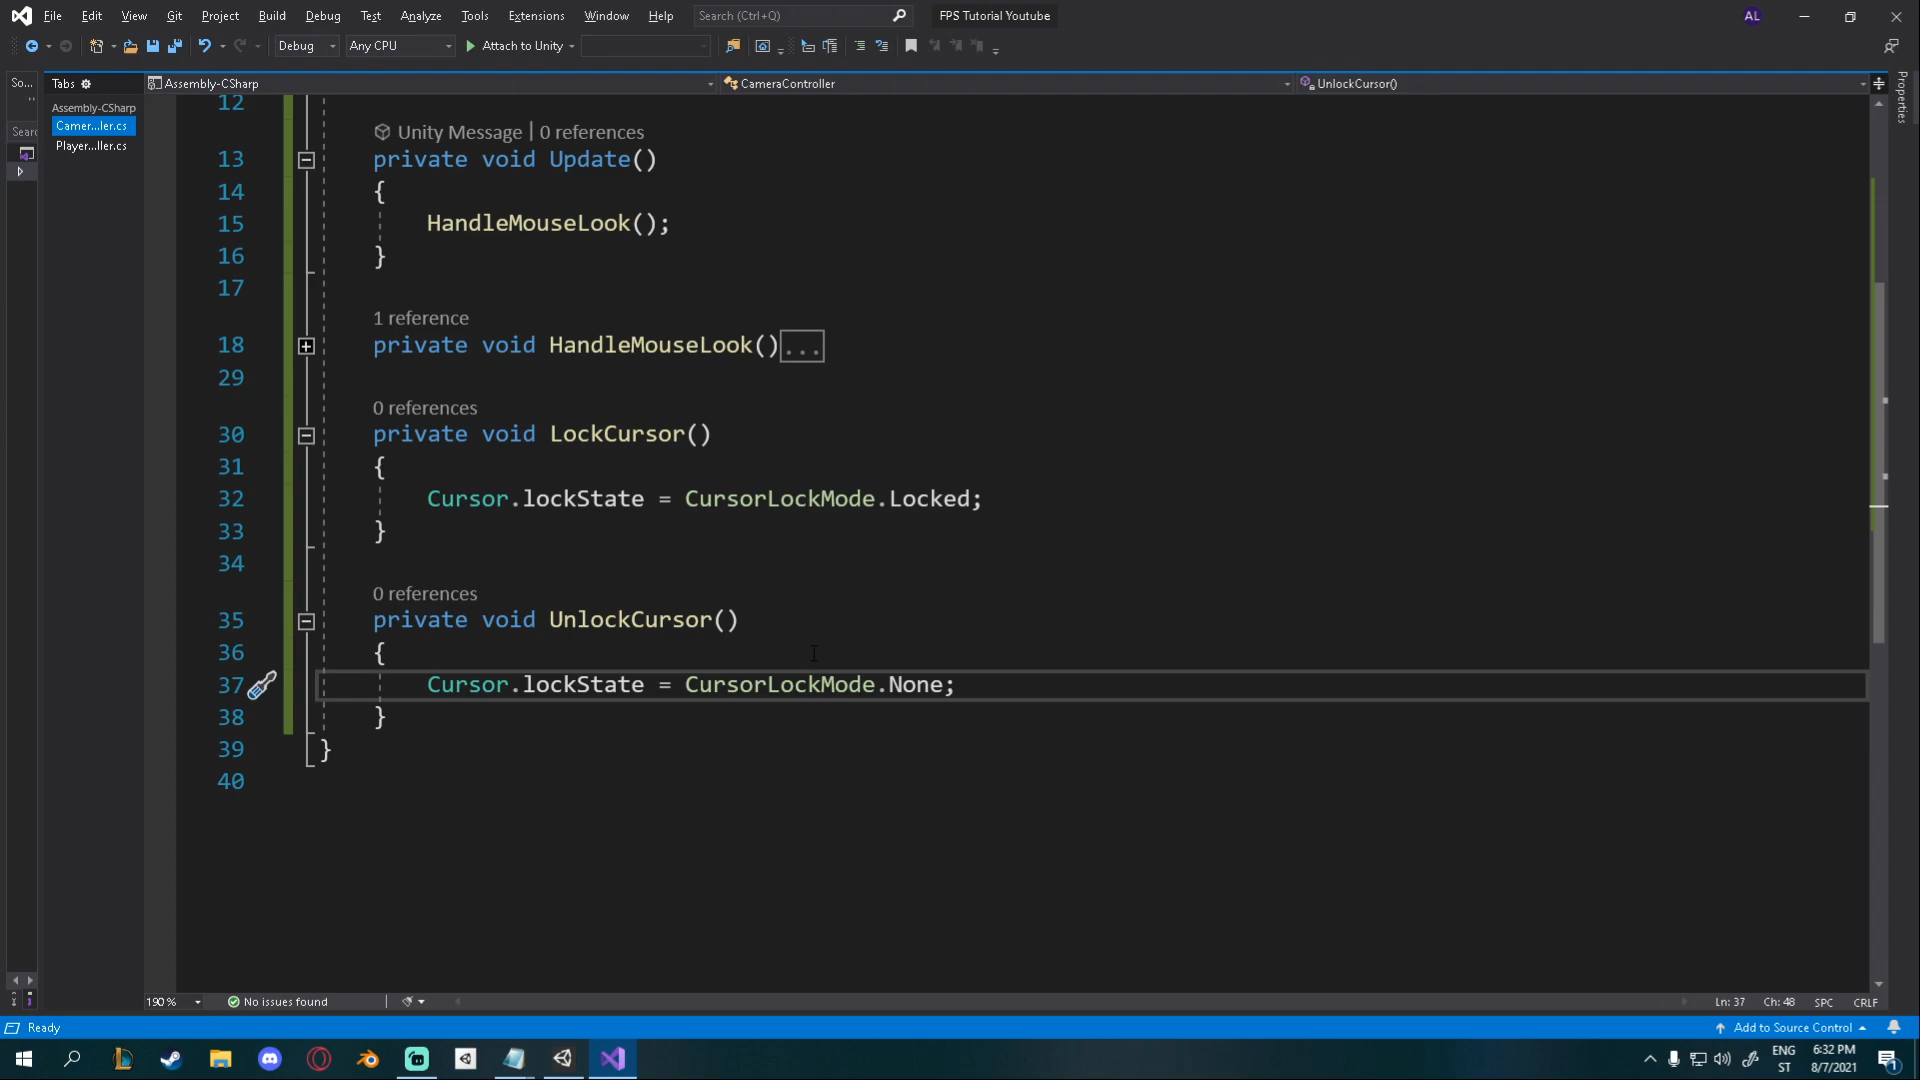 File Edit View Git Project Build Debug Test Analyze Tools Extensions Window Help Search (Ctrl+Q) FPS Tutorial Youtube AL
Debug Any CPU Attach to Unity
So... Tabs Assembly-CSharp CameraController UnlockCursor() Properties
Assembly-CSharp
Camer...ler.cs
Player...ler.cs
Searc
12
Unity Message | 0 references
13 private void Update()
14 {
15 HandleMouseLook();
16 }
17
1 reference
18 private void HandleMouseLook()...
29
0 references
30 private void LockCursor()
31 {
32 Cursor.lockState = CursorLockMode.Locked;
33 }
34
0 references
35 private void UnlockCursor()
36 {
37 Cursor.lockState = CursorLockMode.None;
38 }
39 }
40
190 % No issues found Ln: 37 Ch: 48 SPC CRLF
Ready Add to Source Control
ENG 6:32 PM
ST 8/7/2021 1